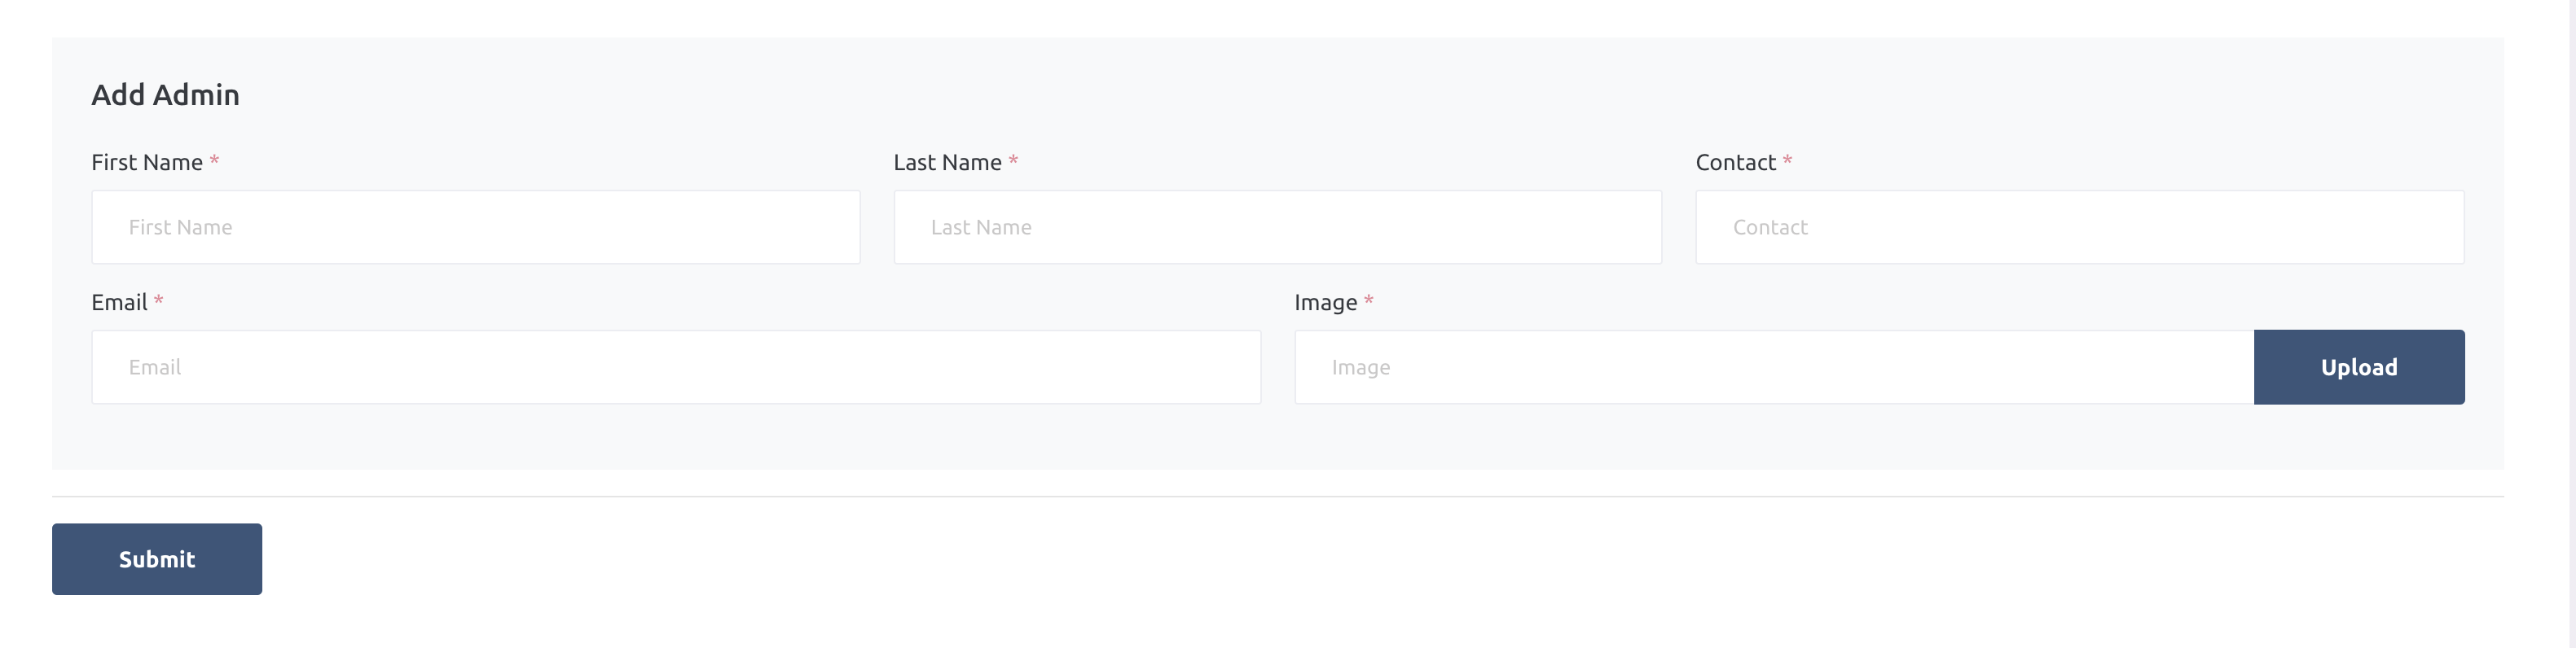 Add Admin
First Name * Last Name * Contact *
First Name Last Name Contact
Email * Image *
Email Image Upload
Submit